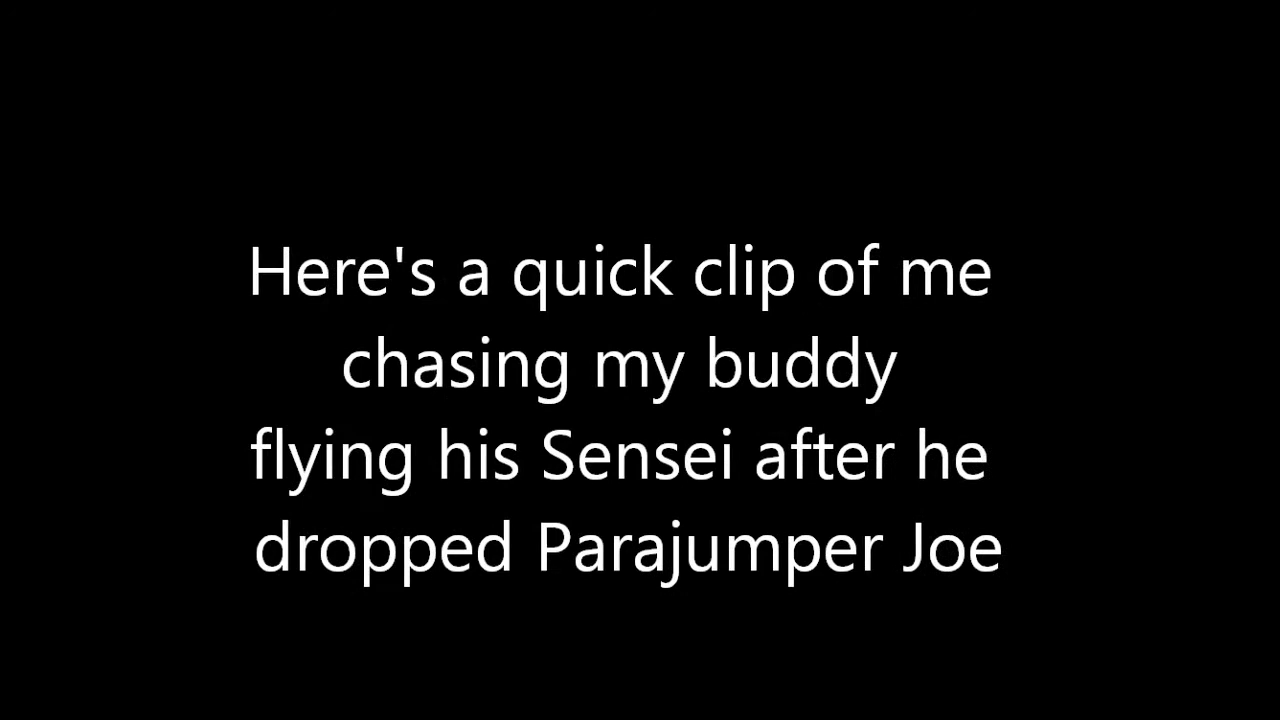 Here's a quick clip of me
chasing my buddy
flying his Sensei after he
dropped Parajumper Joe